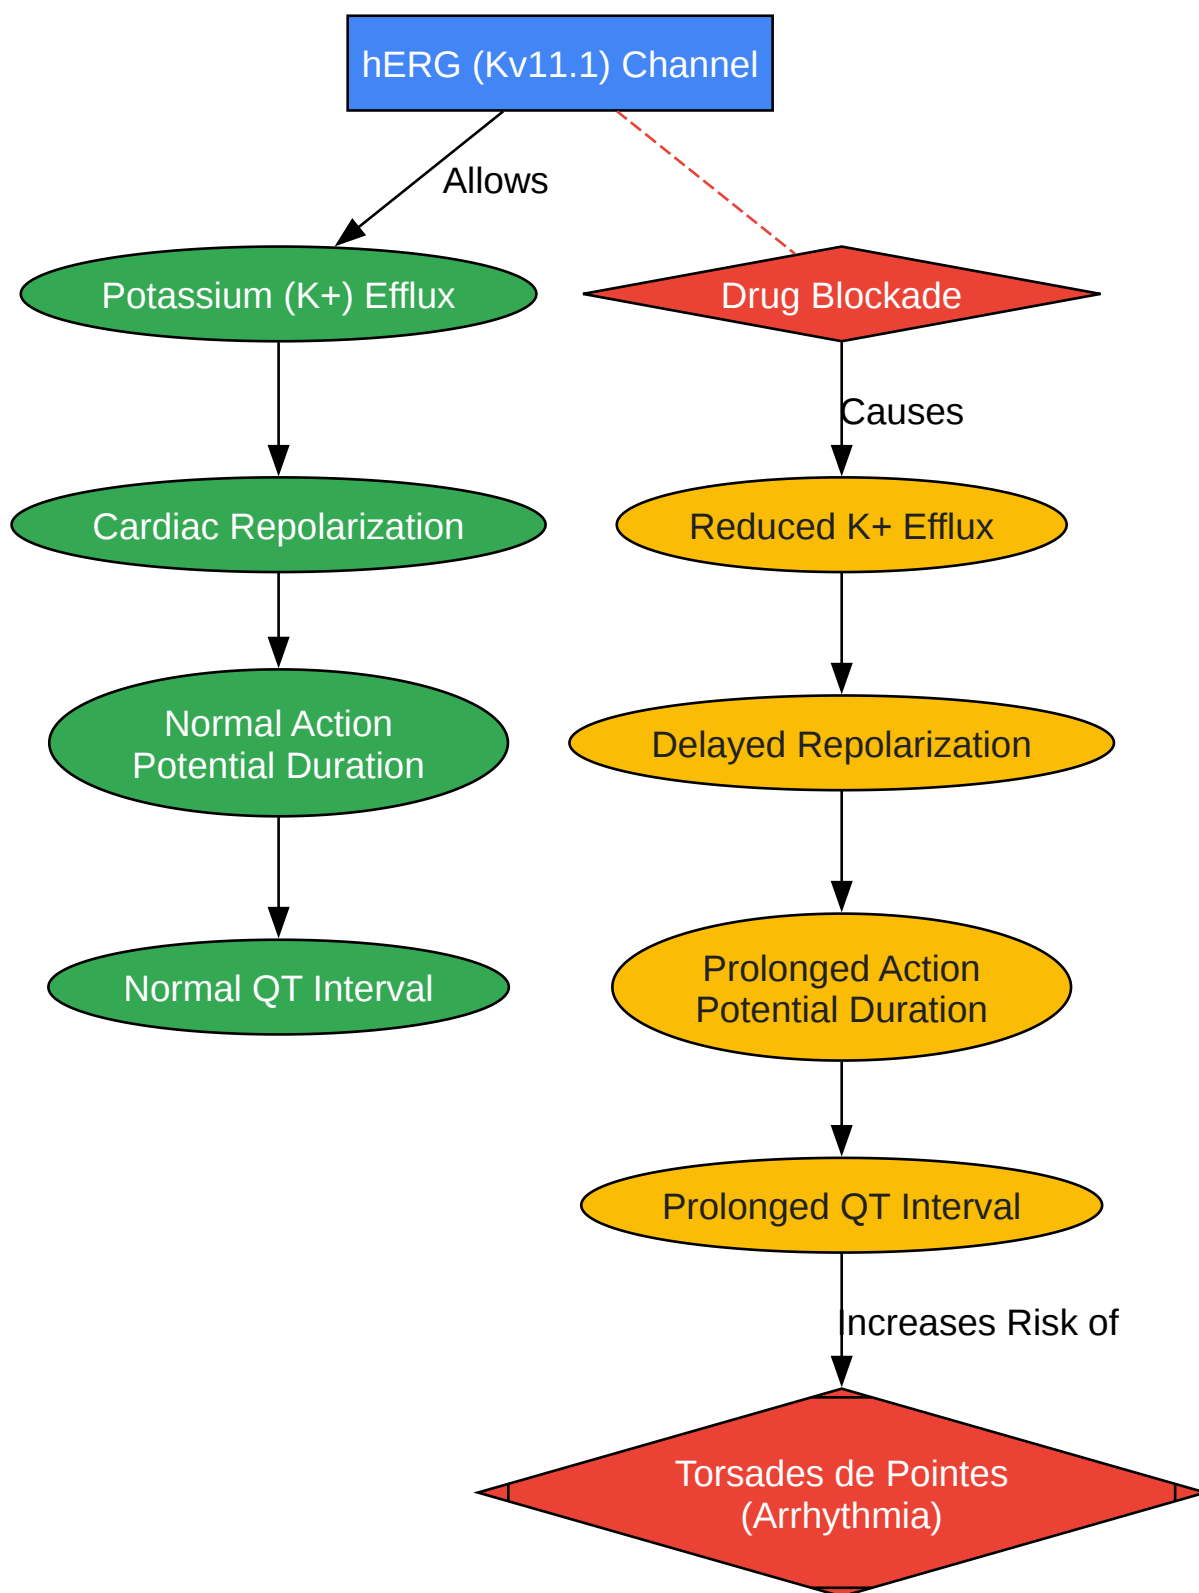 hERG (Kv11.1) Channel
Allows
Potassium (K+) Efflux
Drug Blockade
Causes
Cardiac Repolarization
Reduced K+ Efflux
Normal Action
Potential Duration
Delayed Repolarization
Normal QT Interval
Prolonged Action
Potential Duration
Prolonged QT Interval
Increases Risk of
Torsades de Pointes
(Arrhythmia)